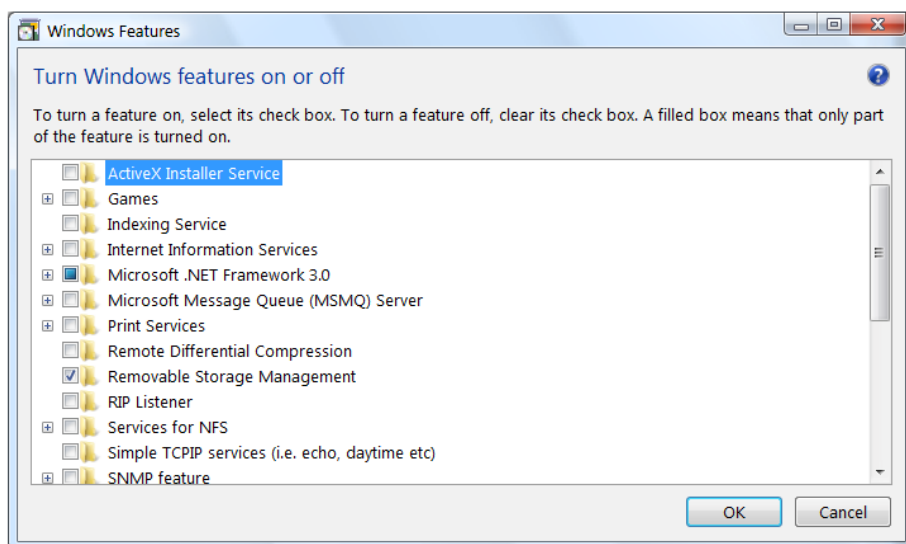 Windows Features
Turn Windows features on or off
To turn a feature on, select its check box. To turn a feature off, clear its check box. A filled box means that only part
of the feature is turned on.
ActiveX Installer Service
Games
Indexing Service
Internet Information Services
Microsoft .NET Framework 3.0
Microsoft Message Queue (MSMQ) Server
Print Services
Remote Differential Compression
Removable Storage Management
RIP Listener
Services for NFS
Simple TCPIP services (i.e. echo, daytime etc)
SNMP feature
OK Cancel